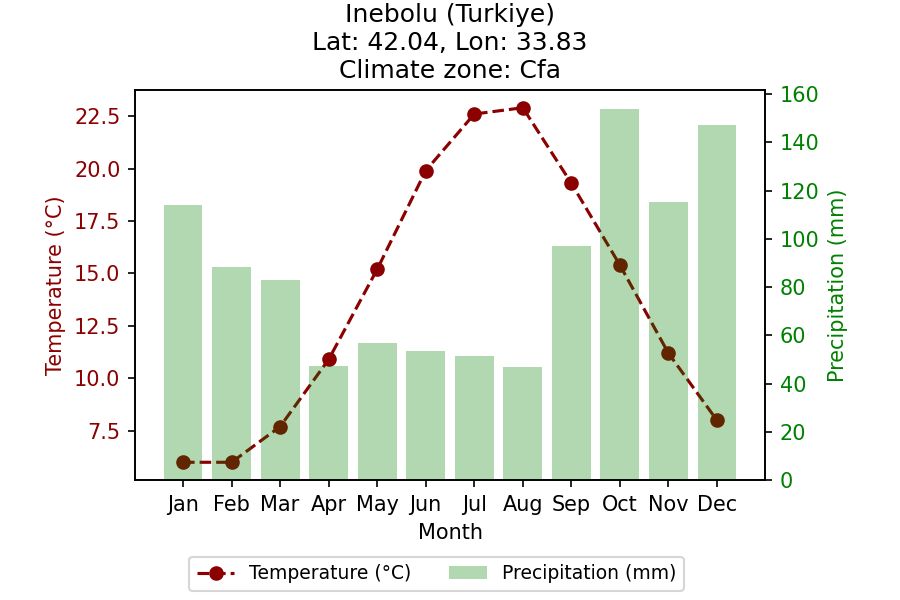 Inebolu (Turkiye)
Lat: 42.04, Lon: 33.83
Climate zone: Cfa
Temperature (°C)
22.5
20.0
17.5
15.0
12.5
10.0
7.5
160
140
120
100
80
60
40
20
0
Precipitation (mm)
Jan Feb Mar Apr May Jun Jul Aug Sep Oct Nov Dec
Month
Temperature (°C) Precipitation (mm)